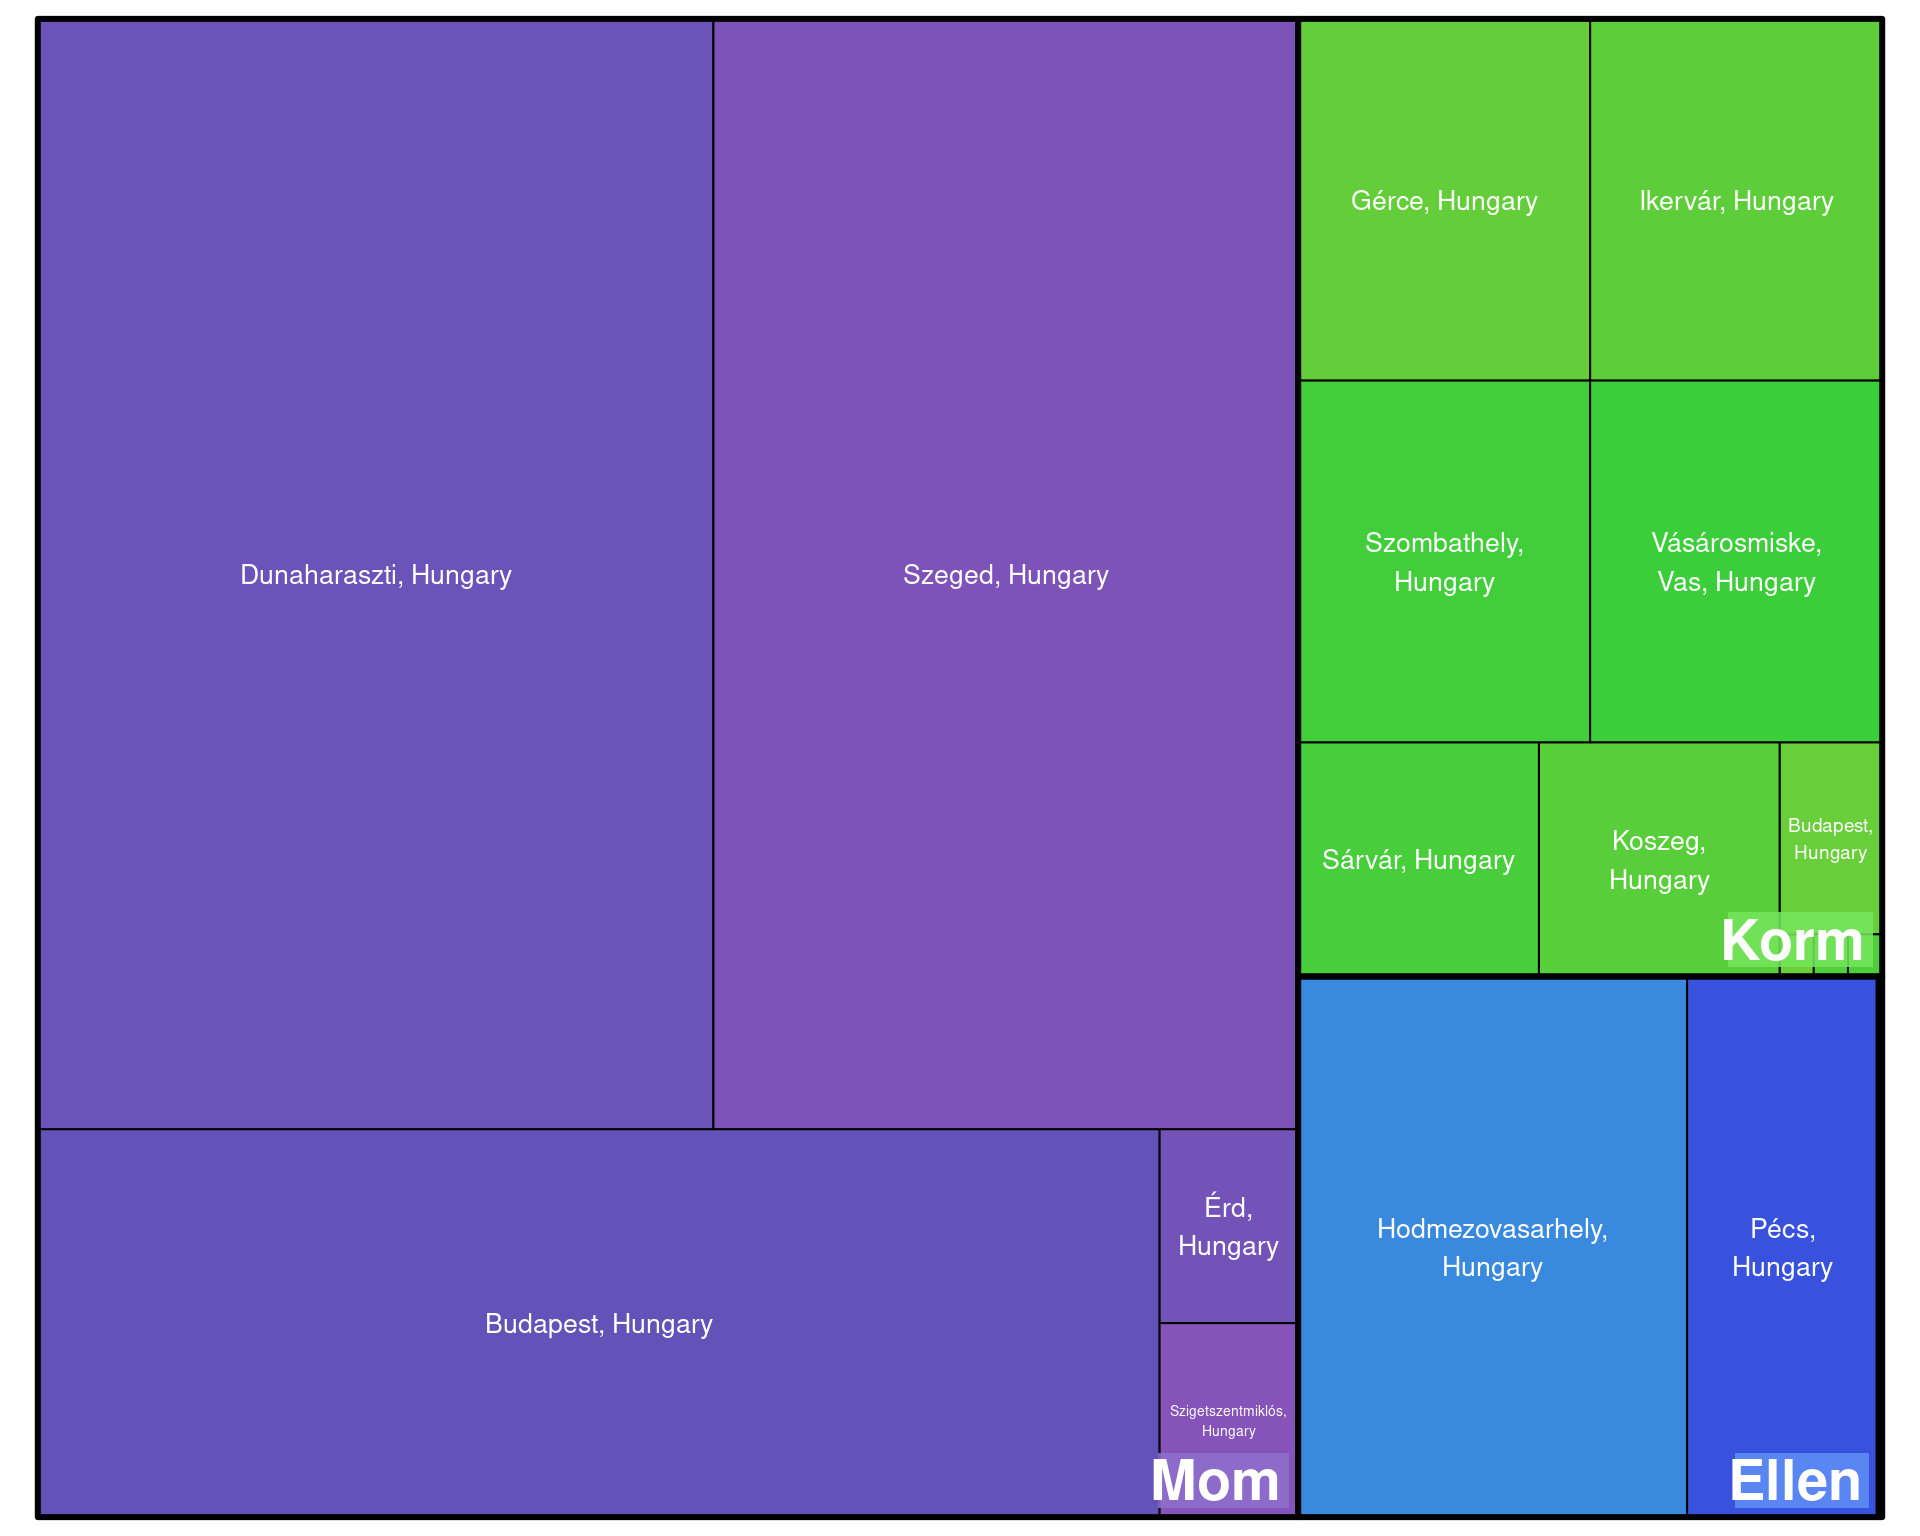 Dunaharaszti, Hungary
Szeged, Hungary
Budapest, Hungary
Érd,
Hungary
Szigetszentmiklós,
Hungary
Mom
Gérce, Hungary
Ikervár, Hungary
Szombathely,
Hungary
Vásárosmiske,
Vas, Hungary
Sárvár, Hungary
Koszeg,
Hungary
Budapest,
Hungary
Korm
Hodmezovasarhely,
Hungary
Pécs,
Hungary
Ellen